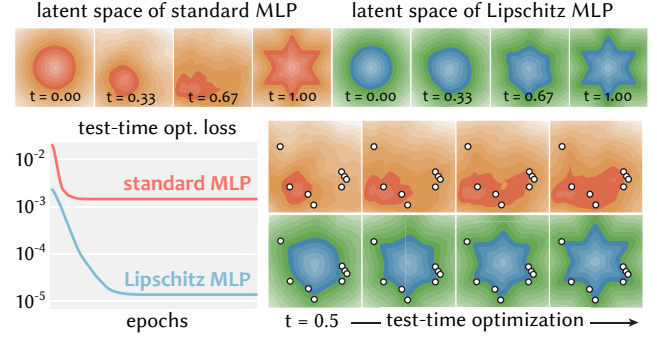 latent space of standard MLP
latent space of Lipschitz MLP
t = 0.00
t = 0.33
t = 0.67
t = 1.00
t = 0.00
t = 0.33
t = 0.67
t = 1.00
test-time opt. loss
10⁻²
10⁻³
10⁻⁴
10⁻⁵
standard MLP
Lipschitz MLP
epochs
t = 0.5
test-time optimization